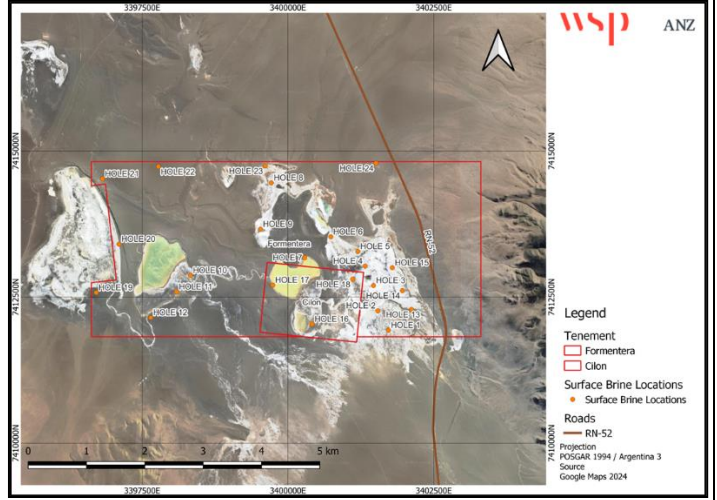 3397500E
3400000E
3402500E
wsp
ANZ
7415000N
7415000N
HOLE 21
HOLE 22
HOLE 23
HOLE 24
HOLE 8
HOLE 9
HOLE 6
Formentera
HOLE 20
HOLE 5
HOLE 7
HOLE 4
HOLE 15
HOLE 10
HOLE 17
HOLE 18
HOLE 3
HOLE 19
HOLE 11
HOLE 14
Cilon
HOLE 2
HOLE 12
HOLE 13
HOLE 16
HOLE 1
RN-52
7412500N
7412500N
7410000N
7410000N
0
1
2
3
4
5 km
3397500E
3400000E
3402500E
Legend
Tenement
Formentera
Cilon
Surface Brine Locations
Surface Brine Locations
Roads
RN-52
Projection
POSGAR 1994 / Argentina 3
Source
Google Maps 2024